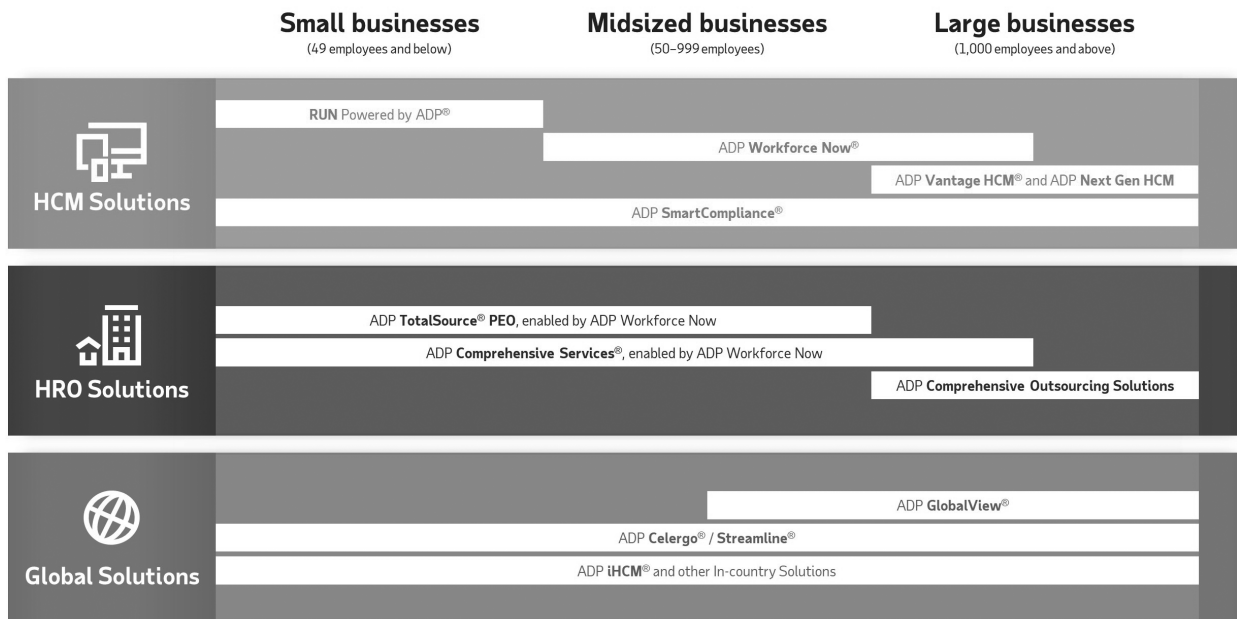 Small businesses
(49 employees and below)
Midsized businesses
(50–999 employees)
Large businesses
(1,000 employees and above)
HCM Solutions
RUN Powered by ADP®
ADP Workforce Now®
ADP Vantage HCM® and ADP Next Gen HCM
ADP SmartCompliance®
HRO Solutions
ADP TotalSource® PEO, enabled by ADP Workforce Now
ADP Comprehensive Services®, enabled by ADP Workforce Now
ADP Comprehensive Outsourcing Solutions
Global Solutions
ADP GlobalView®
ADP Celergo® / Streamline®
ADP iHCM® and other In-country Solutions